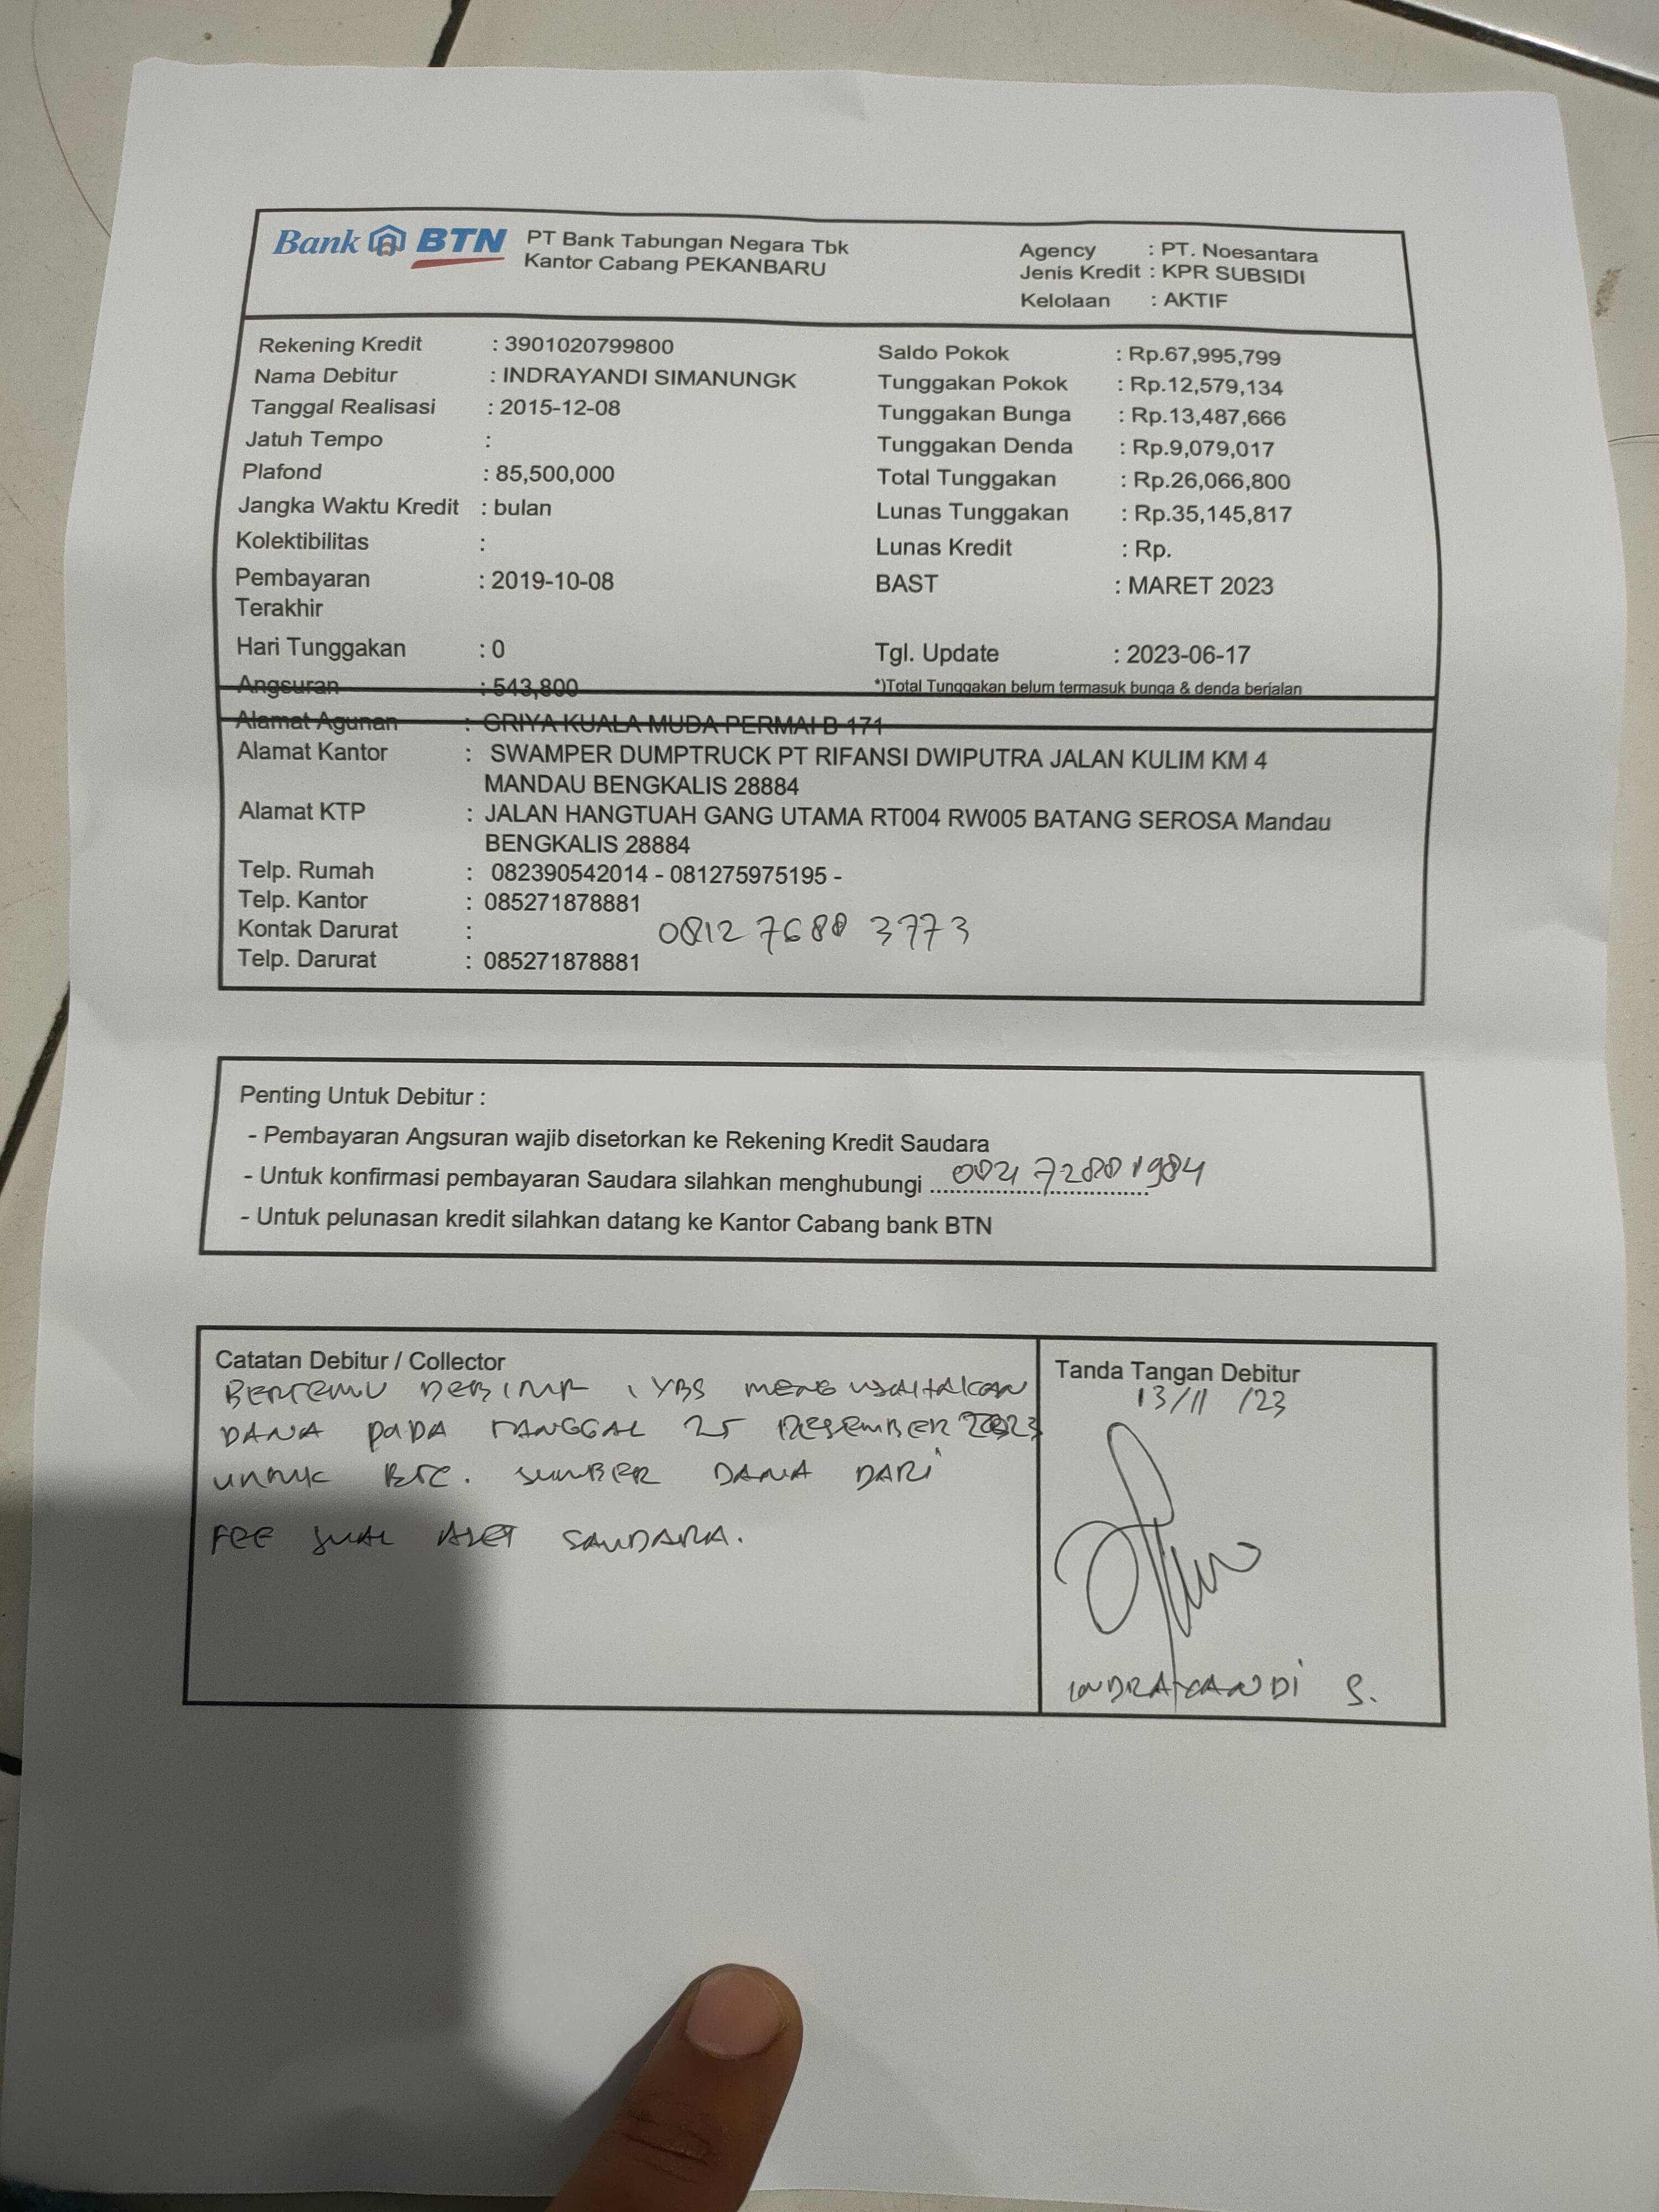 Bank BTN
PT Bank Tabungan Negara Tbk
Kantor Cabang PEKANBARU
Agency : PT. Noesantara
Jenis Kredit : KPR SUBSIDI
Kelolaan : AKTIF
Rekening Kredit : 3901020799800
Nama Debitur : INDRAYANDI SIMANUNGK
Tanggal Realisasi : 2015-12-08
Jatuh Tempo :
Plafond : 85,500,000
Jangka Waktu Kredit : bulan
Kolektibilitas :
Pembayaran Terakhir : 2019-10-08
Hari Tunggakan : 0
Angsuran : 543,800
Saldo Pokok : Rp.67,995,799
Tunggakan Pokok : Rp.12,579,134
Tunggakan Bunga : Rp.13,487,666
Tunggakan Denda : Rp.9,079,017
Total Tunggakan : Rp.26,066,800
Lunas Tunggakan : Rp.35,145,817
Lunas Kredit : Rp.
BAST : MARET 2023
Tgl. Update : 2023-06-17
*)Total Tunggakan belum termasuk bunga & denda berjalan
Alamat Agunan : GRIYA KUALA MUDA PERMAI B 171
Alamat Kantor : SWAMPER DUMPTRUCK PT RIFANSI DWIPUTRA JALAN KULIM KM 4
MANDAU BENGKALIS 28884
Alamat KTP : JALAN HANGTUAH GANG UTAMA RT004 RW005 BATANG SEROSA Mandau
BENGKALIS 28884
Telp. Rumah : 082390542014 - 081275975195 -
Telp. Kantor : 085271878881
Kontak Darurat : 0812 7680 3773
Telp. Darurat : 085271878881
Penting Untuk Debitur :
- Pembayaran Angsuran wajib disetorkan ke Rekening Kredit Saudara
- Untuk konfirmasi pembayaran Saudara silahkan menghubungi ..............................
- Untuk pelunasan kredit silahkan datang ke Kantor Cabang bank BTN
Catatan Debitur / Collector
BERTEMU DEBITUR, YBS MENGUSAHAKAN
DANA PADA TANGGAL 25 DESEMBER 2023
UNTUK SUMBER DANA DARI
FEE JUAL ASET SAUDARA.
Tanda Tangan Debitur
13/11/23
INDRAYANDI S.